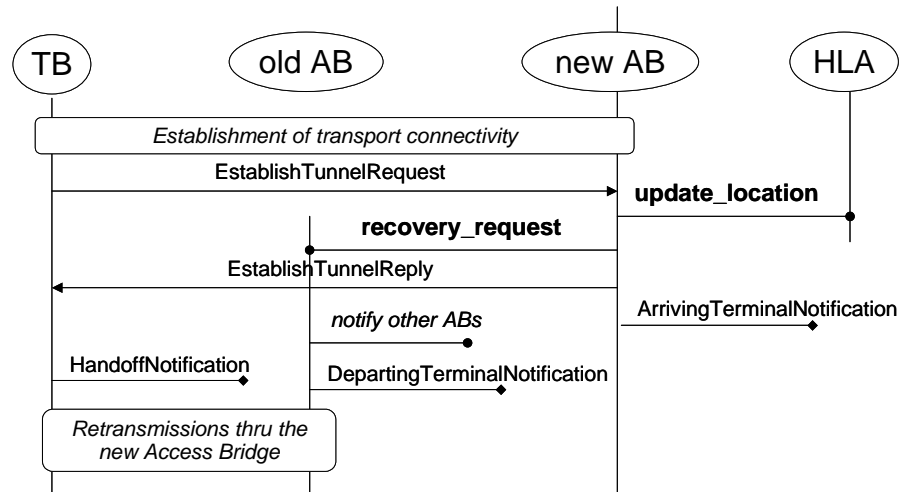 TB
old AB
new AB
HLA
Establishment of transport connectivity
EstablishTunnelRequest
update_location
recovery_request
EstablishTunnelReply
ArrivingTerminalNotification
notify other ABs
HandoffNotification
DepartingTerminalNotification
Retransmissions thru the
new Access Bridge